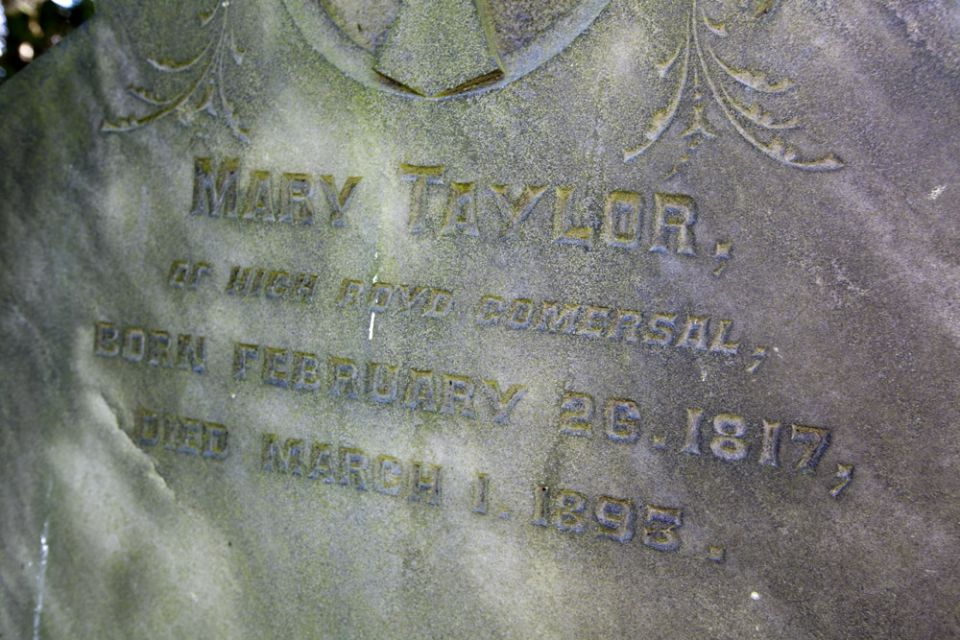 MARY TAYLOR,
OF HIGH ROYD GOMERSAL,
BORN FEBRUARY 26. 1817,
DIED MARCH 1. 1893.